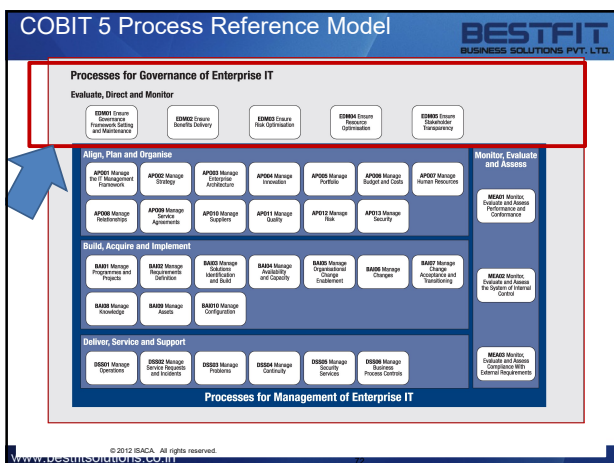 COBIT 5 Process Reference Model
BESTFIT
BUSINESS SOLUTIONS PVT. LTD.
Processes for Governance of Enterprise IT
Evaluate, Direct and Monitor
EDM01 Ensure
Governance
Framework Setting
and Maintenance
EDM02 Ensure
Benefits Delivery
EDM03 Ensure
Risk Optimisation
EDM04 Ensure
Resource
Optimisation
EDM05 Ensure
Stakeholder
Transparency
Align, Plan and Organise
APO01 Manage
the IT Management
Framework
APO02 Manage
Strategy
APO03 Manage
Enterprise
Architecture
APO04 Manage
Innovation
APO05 Manage
Portfolio
APO06 Manage
Budget and Costs
APO07 Manage
Human Resources
APO08 Manage
Relationships
APO09 Manage
Service
Agreements
APO10 Manage
Suppliers
APO11 Manage
Quality
APO12 Manage
Risk
APO13 Manage
Security
Build, Acquire and Implement
BAI01 Manage
Programmes and
Projects
BAI02 Manage
Requirements
Definition
BAI03 Manage
Solutions
Identification
and Build
BAI04 Manage
Availability
and Capacity
BAI05 Manage
Organisational
Change
Enablement
BAI06 Manage
Changes
BAI07 Manage
Change
Acceptance and
Transitioning
BAI08 Manage
Knowledge
BAI09 Manage
Assets
BAI010 Manage
Configuration
Deliver, Service and Support
DSS01 Manage
Operations
DSS02 Manage
Service Requests
and Incidents
DSS03 Manage
Problems
DSS04 Manage
Continuity
DSS05 Manage
Security
Services
DSS06 Manage
Business
Process Controls
Monitor, Evaluate
and Assess
MEA01 Monitor,
Evaluate and Assess
Performance and
Conformance
MEA02 Monitor,
Evaluate and Assess
the System of Internal
Control
MEA03 Monitor,
Evaluate and Assess
Compliance With
External Requirements
Processes for Management of Enterprise IT
© 2012 ISACA. All rights reserved.
www.bestfitsolutions.co.in